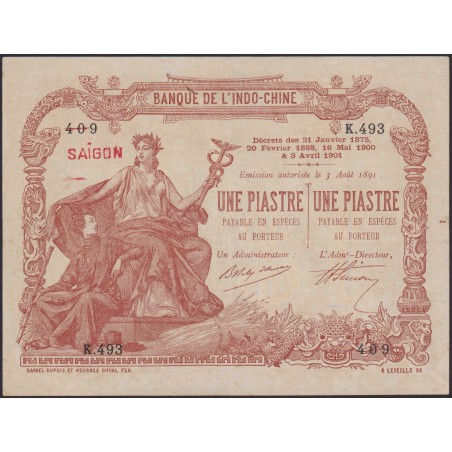 BANQUE DE L'INDO-CHINE
409
K.493
SAIGON
Décrets des 21 Janvier 1875,
20 Février 1888, 16 Mai 1900
& 3 Avril 1901
Emission autorisée le 3 Août 1891
UNE PIASTRE
UNE PIASTRE
PAYABLE EN ESPÈCES
PAYABLE EN ESPÈCES
AU PORTEUR
AU PORTEUR
Un Administrateur :
L'Admr-Directeur,
K.493
409
DANIEL DUPUIS ET GEORGES DUVAL FEC.